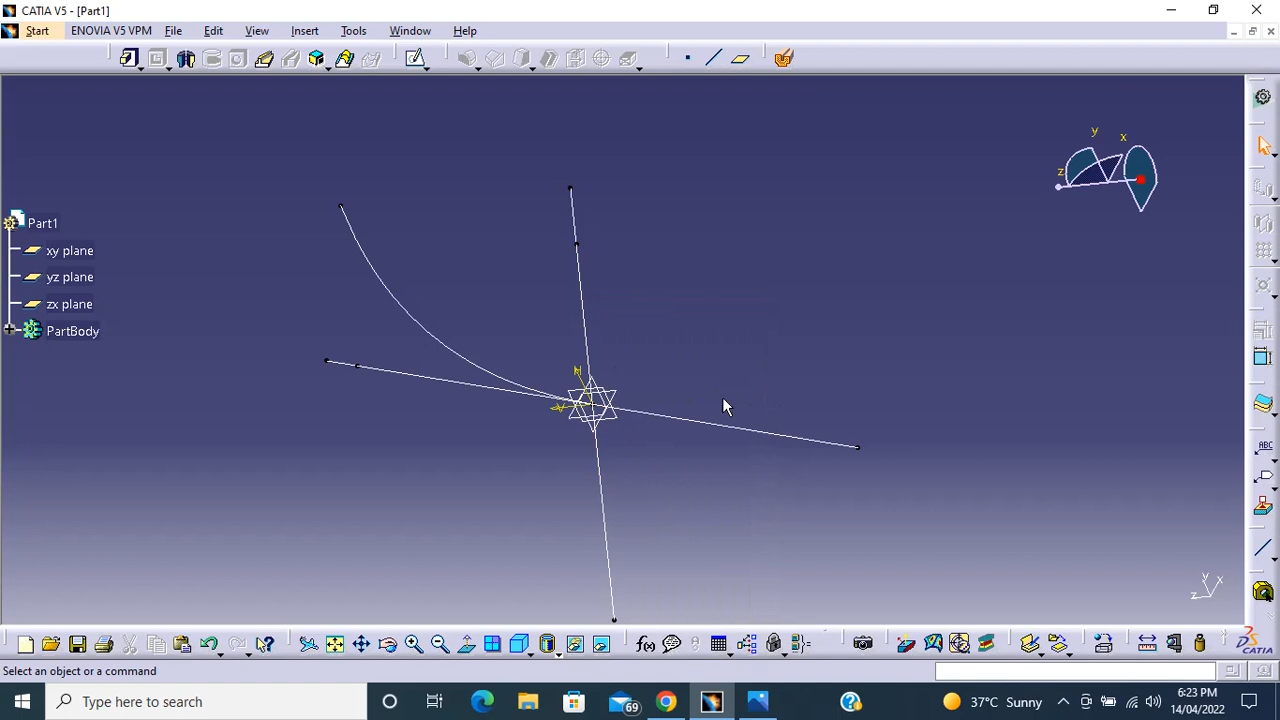 CATIA V5 - [Part1]
Start ENOVIA V5 VPM File Edit View Insert Tools Window Help
y x
z
Part1
xy plane
yz plane
zx plane
PartBody
ABC
y x
z
f(x)
CATIA
Select an object or a command
Type here to search
69
37°C Sunny
6:23 PM
14/04/2022